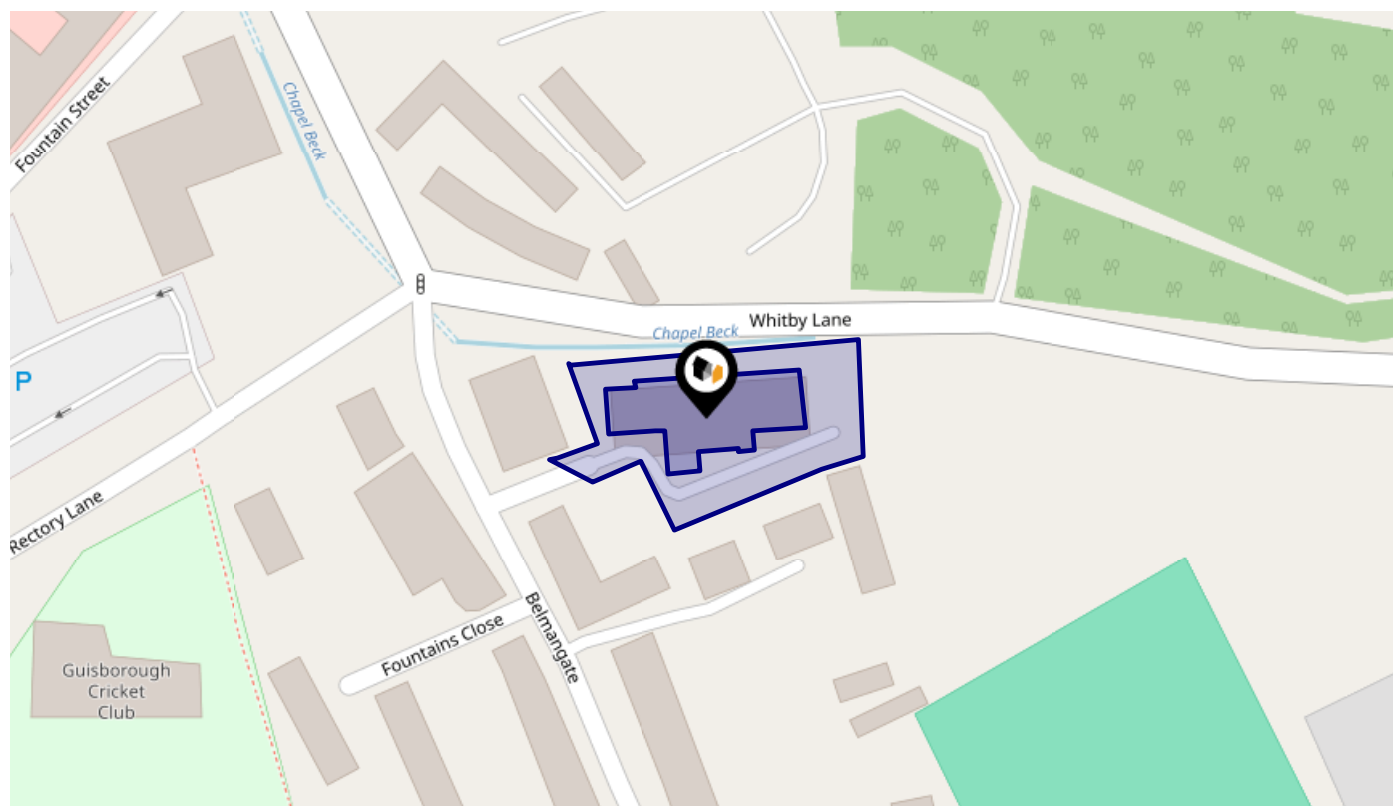 Fountain Street
Chapel Beck
Whitby Lane
Chapel Beck
P
Rectory Lane
Belmangate
Fountains Close
Guisborough
Cricket
Club